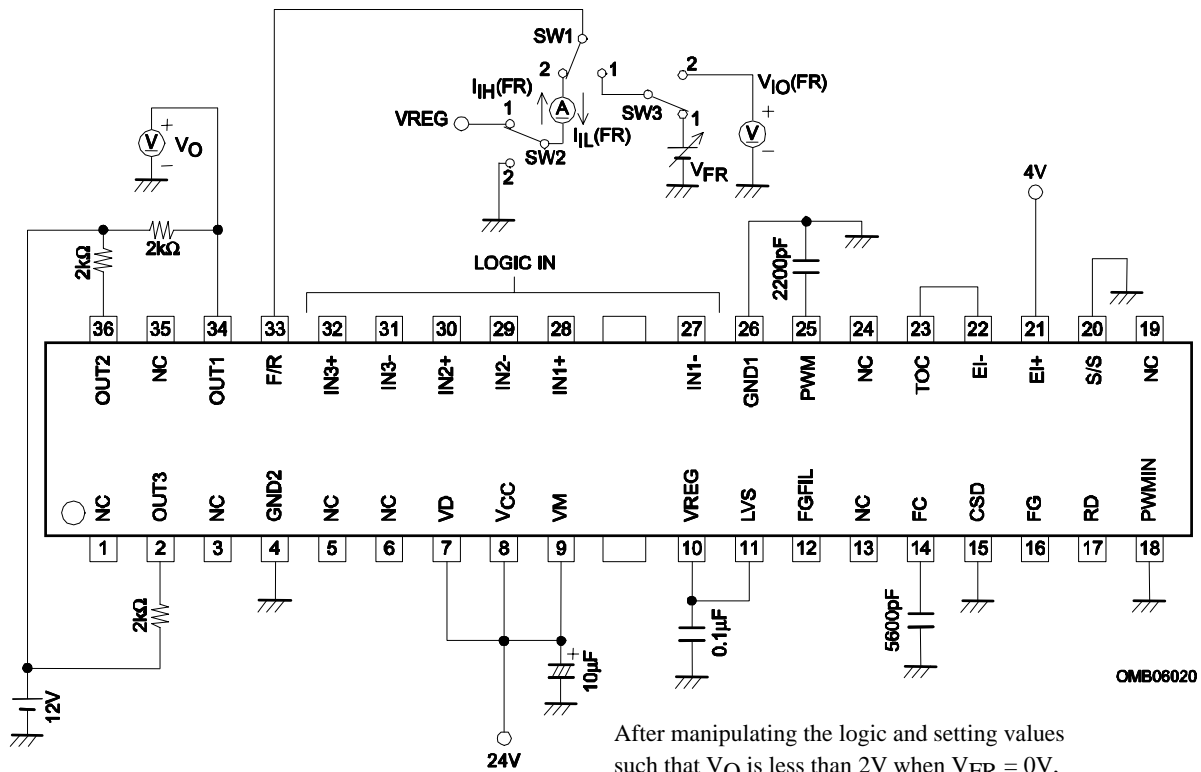 SW1
2
1
2
IIH(FR)
VIO(FR)
A
SW3
VREG
1
1
V
IIL(FR)
SW2
V
VO
+
−
+
−
2
VFR
4V
2kΩ
2kΩ
LOGIC IN
2200pF
36 35 34 33 32 31 30 29 28 27 26 25 24 23 22 21 20 19
OUT2 NC OUT1 F/R IN3+ IN3- IN2+ IN2- IN1+ IN1- GND1 PWM NC TOC EI- EI+ S/S NC
NC OUT3 NC GND2 NC NC VD VCC VM VREG LVS FGFIL NC FC CSD FG RD PWMIN
1 2 3 4 5 6 7 8 9 10 11 12 13 14 15 16 17 18
2kΩ
0.1µF
5600pF
+
10µF
OMB06020
12V
24V
After manipulating the logic and setting values
such that VO is less than 2V when VFR = 0V,